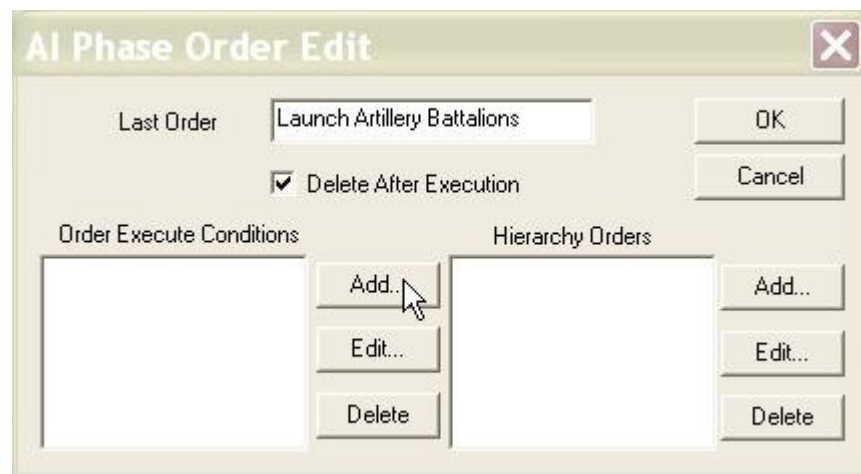 AI Phase Order Edit
Last Order
Launch Artillery Battalions
OK
Delete After Execution
Cancel
Order Execute Conditions
Hierarchy Orders
Add...
Add...
Edit...
Edit...
Delete
Delete